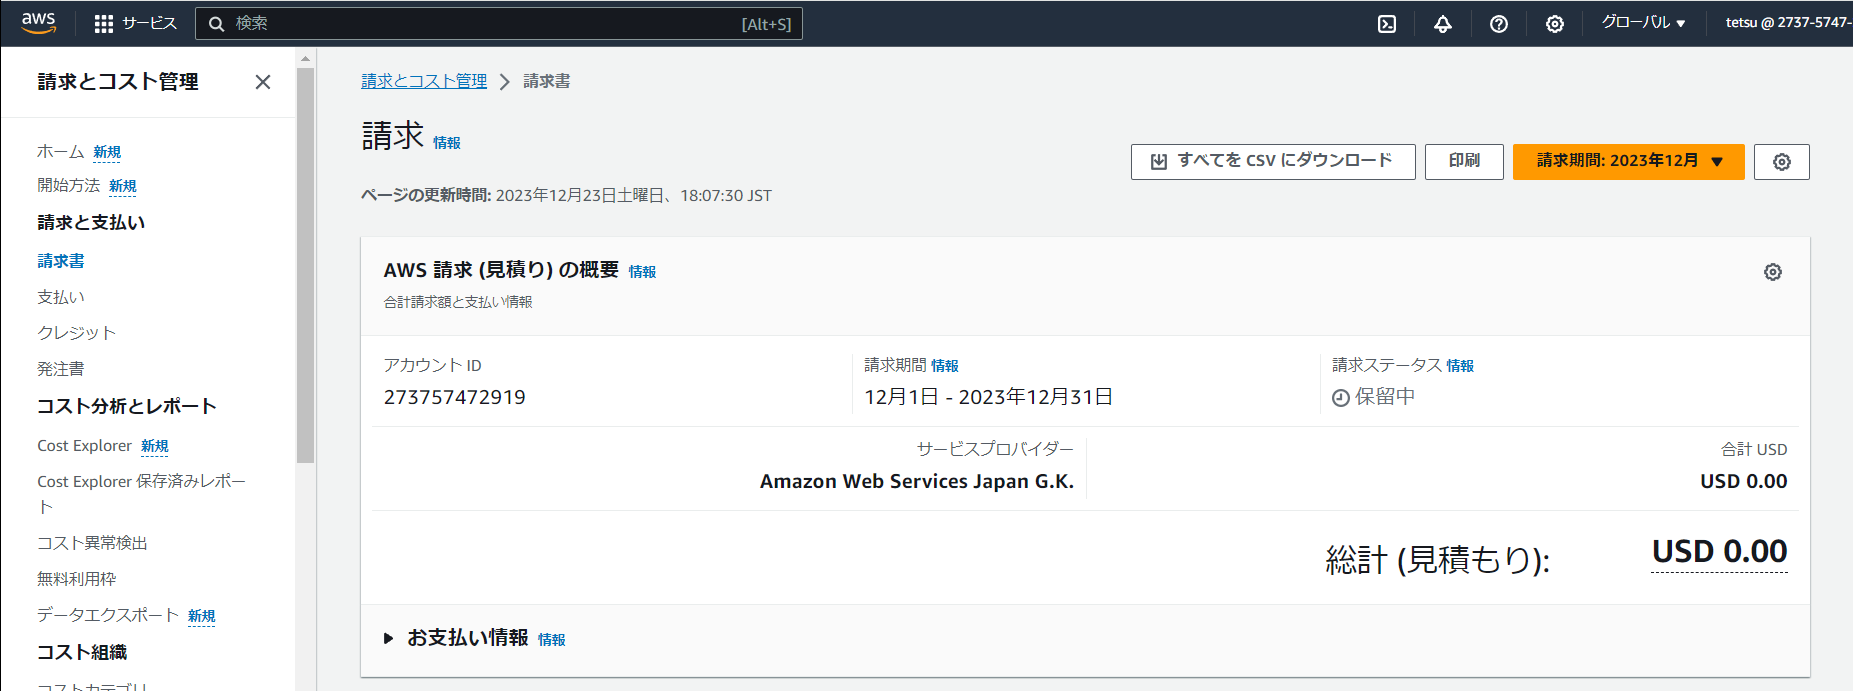 aws
サービス
検索
[Alt+S]
グローバル ▼
tetsu @ 2737-5747-
請求とコスト管理
ホーム 新規
開始方法 新規
請求と支払い
請求書
支払い
クレジット
発注書
コスト分析とレポート
Cost Explorer 新規
Cost Explorer 保存済みレポー
ト
コスト異常検出
無料利用枠
データエクスポート 新規
コスト組織
コストカテゴリ
請求とコスト管理 > 請求書
請求 情報
すべてを CSV にダウンロード
印刷
請求期間: 2023年12月 ▼
ページの更新時間: 2023年12月23日土曜日、18:07:30 JST
AWS 請求 (見積り) の概要 情報
合計請求額と支払い情報
アカウント ID
273757472919
請求期間 情報
12月1日 - 2023年12月31日
請求ステータス 情報
保留中
サービスプロバイダー
Amazon Web Services Japan G.K.
合計 USD
USD 0.00
総計 (見積もり):
USD 0.00
お支払い情報 情報